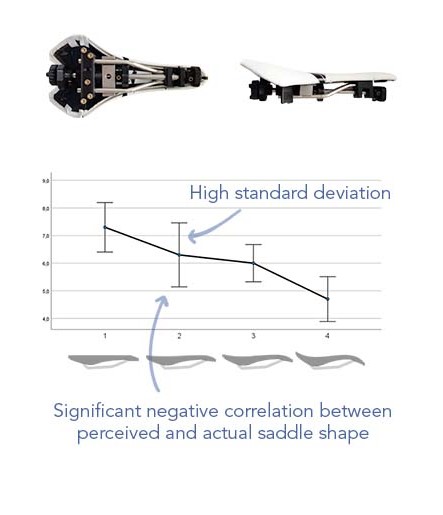 9,0
High standard deviation
8,0
7,0
6,0
5,0
4,0
1 2 3 4
Significant negative correlation between
perceived and actual saddle shape